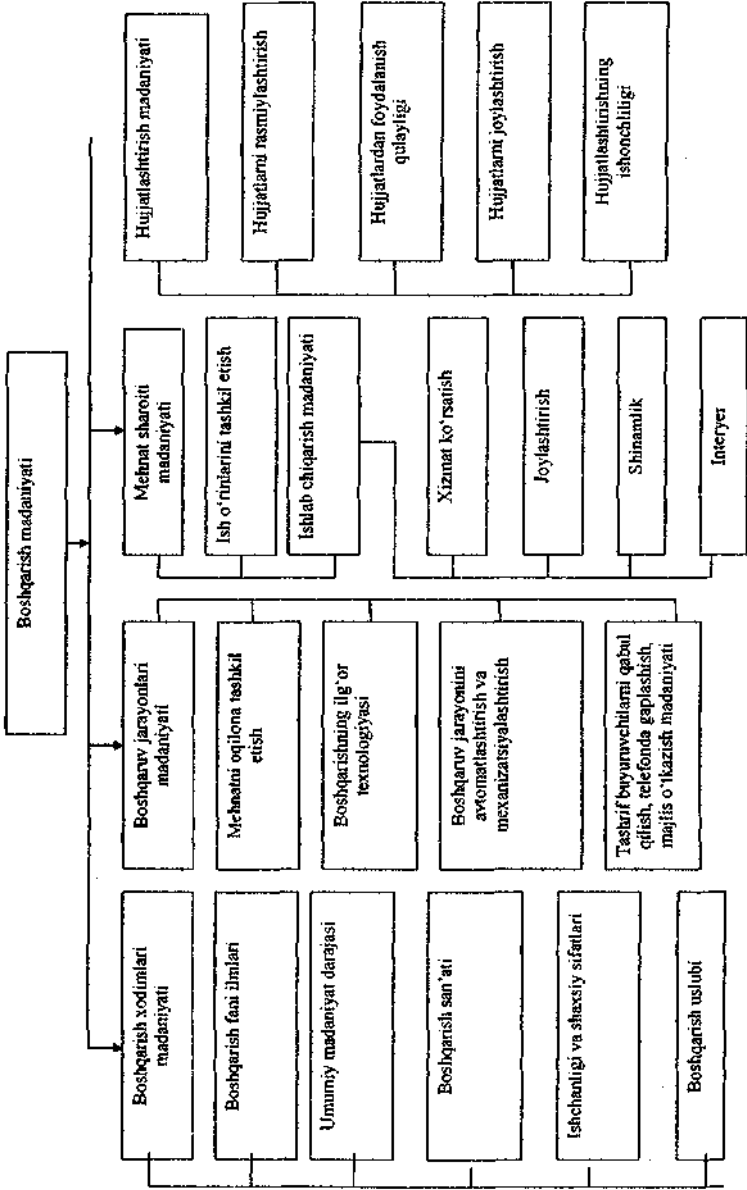 Boshqarish madaniyati
Boshqarish xodimlari
madaniyati
Boshqarish fani ilmlari
Umumiy madaniyat darajasi
Boshqarish san’ati
Ishchanligi va shaxsiy sifatlari
Boshqarish uslubi
Boshqaruv jarayonlari
madaniyati
Mehnatni oqilona tashkil
etish
Boshqarishning ilg‘or
texnologiyasi
Boshqaruv jarayonini
avtomatlashtirish va
mexanizatsiyalashtirish
Tashrif buyuruvchilarni qabul
qilish, telefonda gaplashish,
majlis o‘tkazish madaniyati
Mehnat sharoiti
madaniyati
Ish o‘rinlarini tashkil etish
Ishlab chiqarish madaniyati
Xizmat ko‘rsatish
Joylashtirish
Shinamlik
Interyer
Hujjatlashtirish madaniyati
Hujjatlarni rasmiylashtirish
Hujjatlardan foydalanish
qulayligi
Hujjatlarni joylashtirish
Hujjatlashtirishning
ishonchliligi